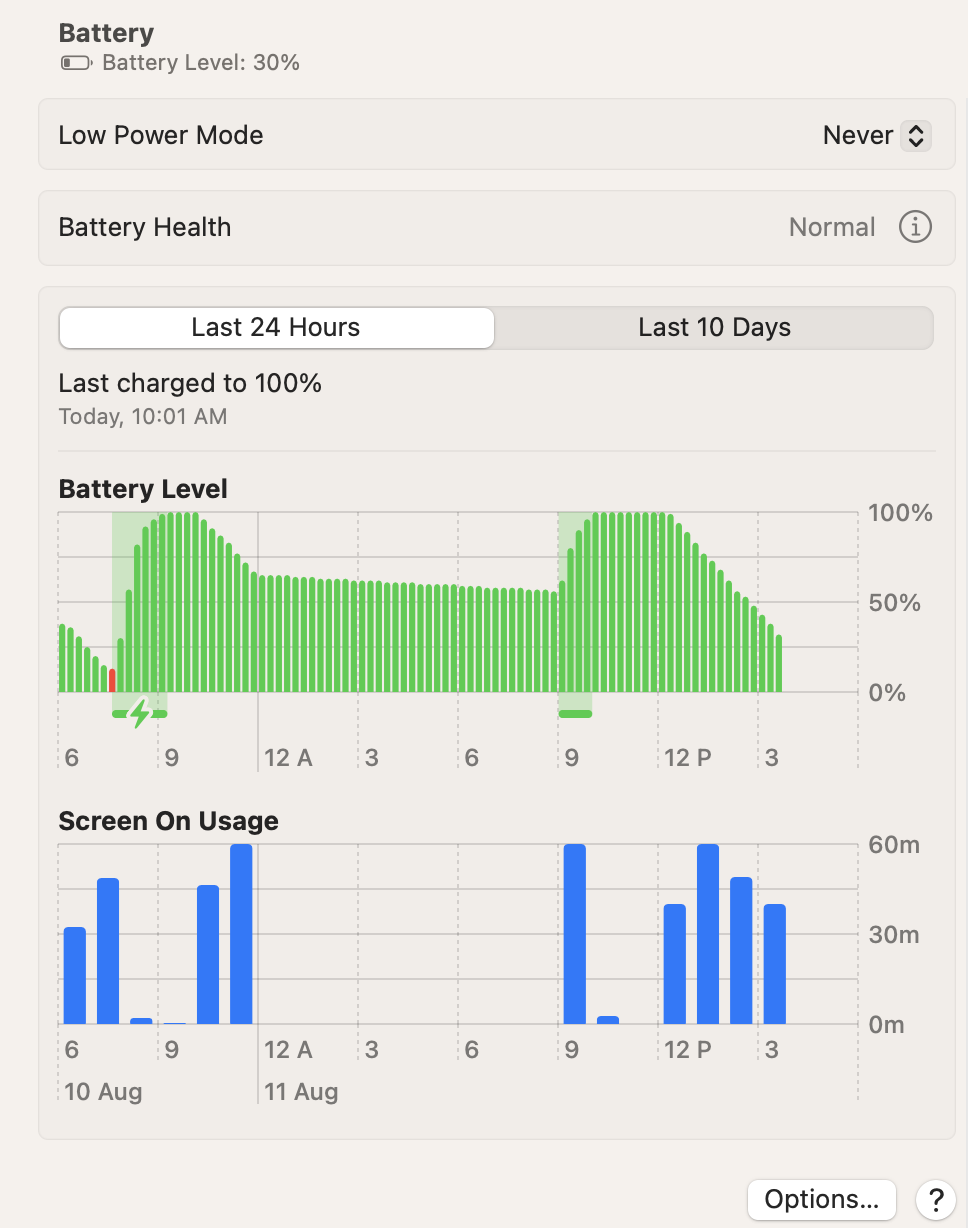 Battery
Battery Level: 30%
Low Power Mode Never
Battery Health Normal
Last 24 Hours Last 10 Days
Last charged to 100%
Today, 10:01 AM
Battery Level
100%
50%
0%
6 9 12 A 3 6 9 12 P 3
Screen On Usage
60m
30m
0m
6 9 12 A 3 6 9 12 P 3
10 Aug 11 Aug
Options... ?